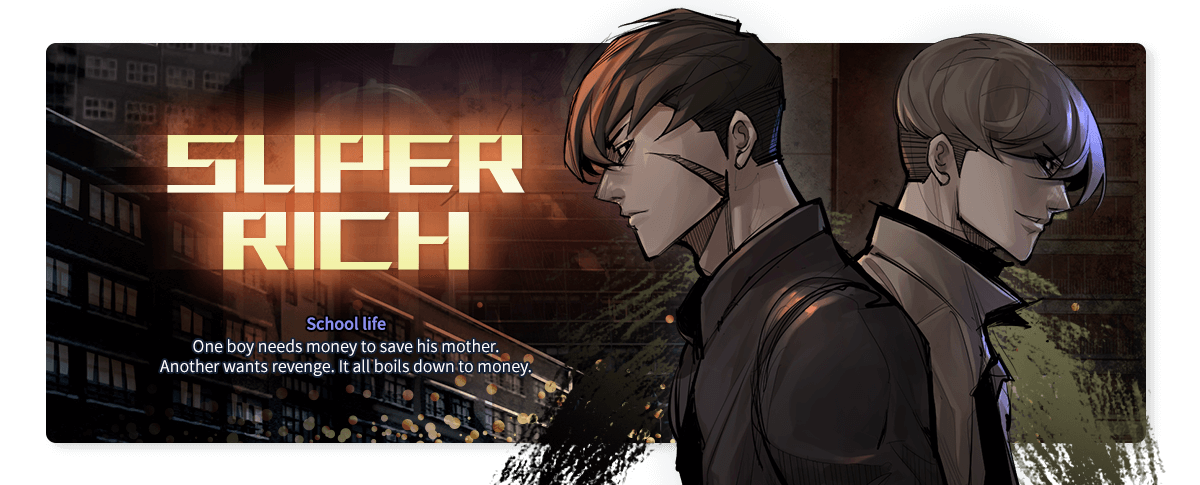 SUPER
RICH
School life
One boy needs money to save his mother.
Another wants revenge. It all boils down to money.